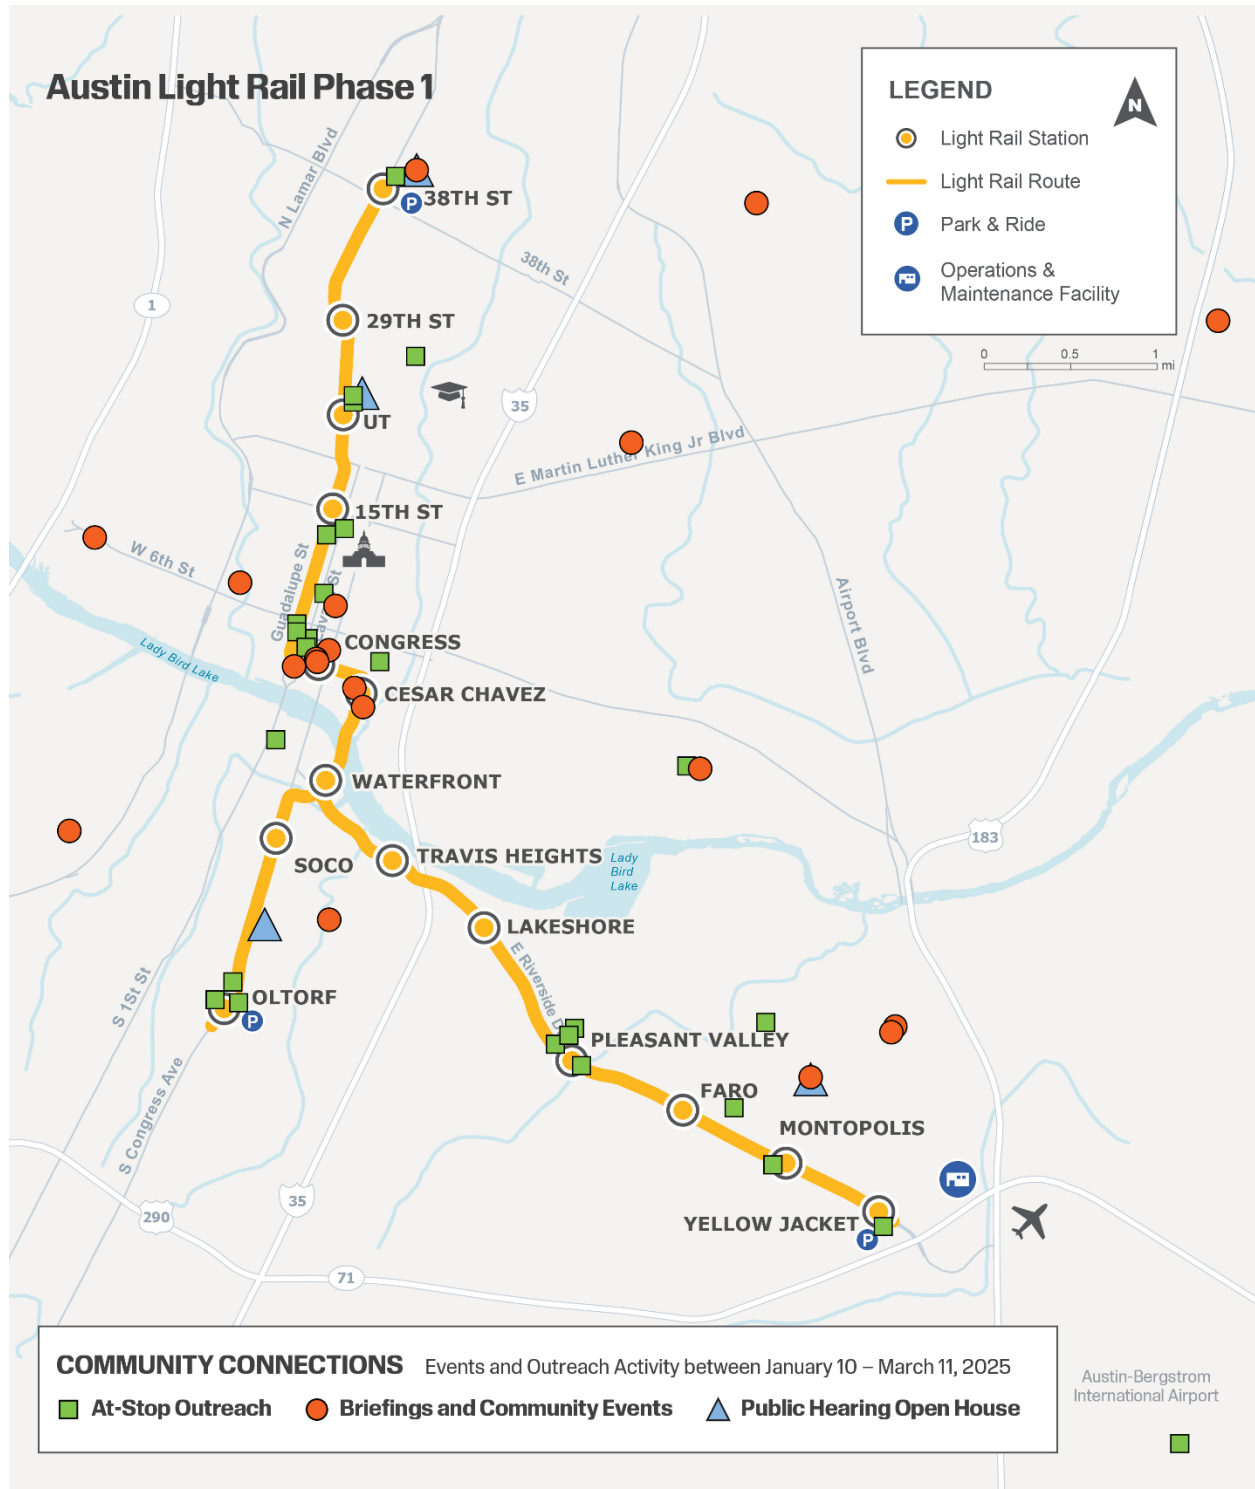 Austin Light Rail Phase 1
LEGEND
N
Light Rail Station
Light Rail Route
P
Park & Ride
Operations &
Maintenance Facility
0
0.5
1
mi
N Lamar Blvd
38TH ST
P
38th St
1
29TH ST
35
UT
E Martin Luther King Jr Blvd
15TH ST
W 6th St
Guadalupe St
St
Airport Blvd
CONGRESS
Lady Bird Lake
CESAR CHAVEZ
WATERFRONT
183
SOCO
TRAVIS HEIGHTS
Lady
Bird
Lake
LAKESHORE
E Riverside D
S 1St St
OLTORF
P
PLEASANT VALLEY
S Congress Ave
FARO
MONTOPOLIS
290
35
YELLOW JACKET
P
71
COMMUNITY CONNECTIONS Events and Outreach Activity between January 10 – March 11, 2025
At-Stop Outreach
Briefings and Community Events
Public Hearing Open House
Austin-Bergstrom
International Airport